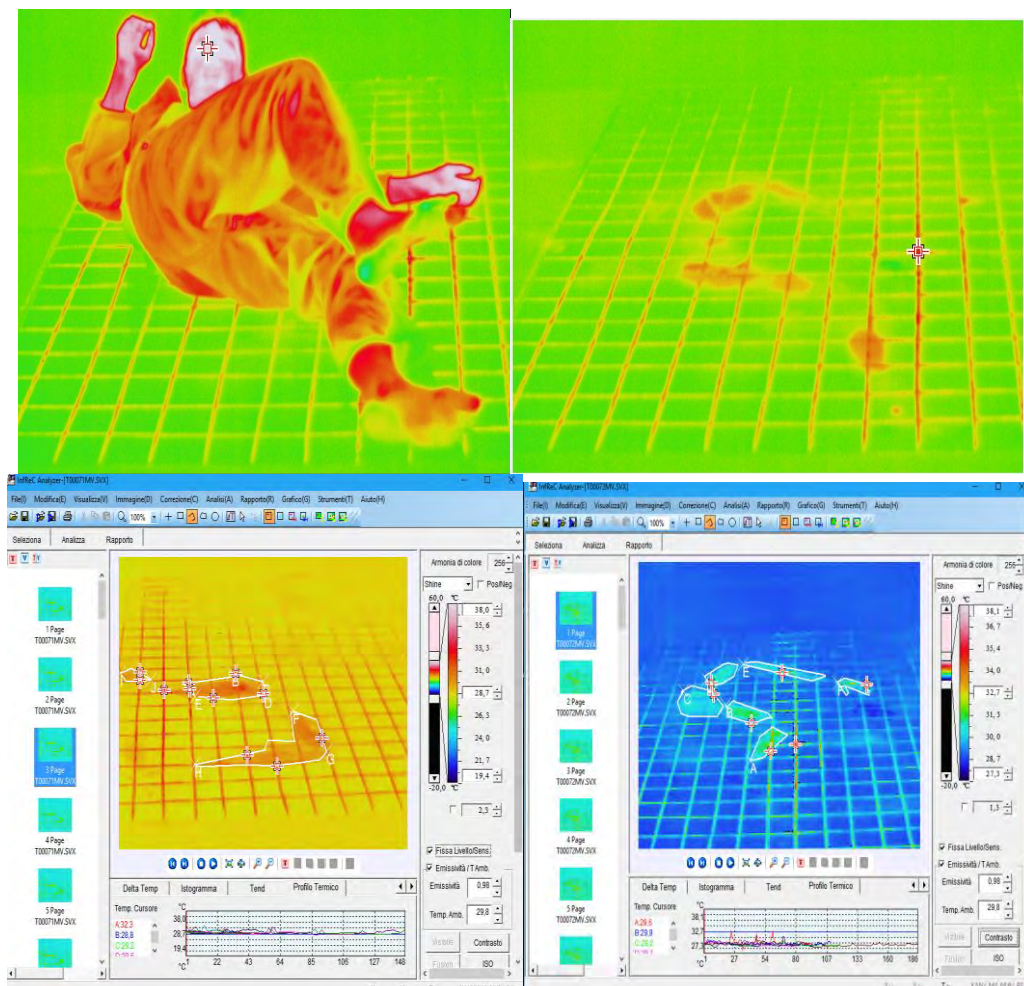 InfReC Analyzer-[T00071MV.SVX]
File(I) Modifica(E) Visualizza(V) Immagine(D) Correzione(C) Analisi(A) Rapporto(R) Grafico(G) Strumenti(T) Aiuto(H)
100%
Seleziona Analizza Rapporto
1 Page
T00071MV.SVX
2 Page
T00071MV.SVX
3 Page
T00071MV.SVX
4 Page
T00071MV.SVX
5 Page
T00071MV.SVX
B
E
D
F
G
H
Armonia di colore 256
Shine Pos/Neg
60,0 °C
38,0
35,6
33,3
31,0
28,7
26,3
24,0
21,7
19,4
-20,0 °C
2,3
Fissa Livello/Sens.
Emissività / T Amb.
Emissività 0,98
Temp. Amb. 29,8
Contrasto
ISO
Delta Temp Istogramma Tend Profilo Termico
Temp. Cursore
A:32,3
B:28,8
C:29,2
°C
38,0
28,7
19,4
°C
1 22 43 64 85 106 127 148
InfReC Analyzer-[T00072MV.SVX]
File(I) Modifica(E) Visualizza(V) Immagine(D) Correzione(C) Analisi(A) Rapporto(R) Grafico(G) Strumenti(T) Aiuto(H)
100%
Seleziona Analizza Rapporto
1 Page
T00072MV.SVX
2 Page
T00072MV.SVX
3 Page
T00072MV.SVX
4 Page
T00072MV.SVX
5 Page
T00072MV.SVX
E
C
B
A
Armonia di colore 256
Shine Pos/Neg
60,0 °C
38,1
36,7
35,4
34,0
32,7
31,3
30,0
28,7
27,3
-20,0 °C
1,3
Fissa Livello/Sens.
Emissività / T Amb.
Emissività 0,98
Temp. Amb. 29,8
Visibile Contrasto
Fusion ISO
Delta Temp Istogramma Tend Profilo Termico
Temp. Cursore
A:29,6
B:29,9
°C
38,1
32,7
°C
1 27 54 80 107 133 160 186